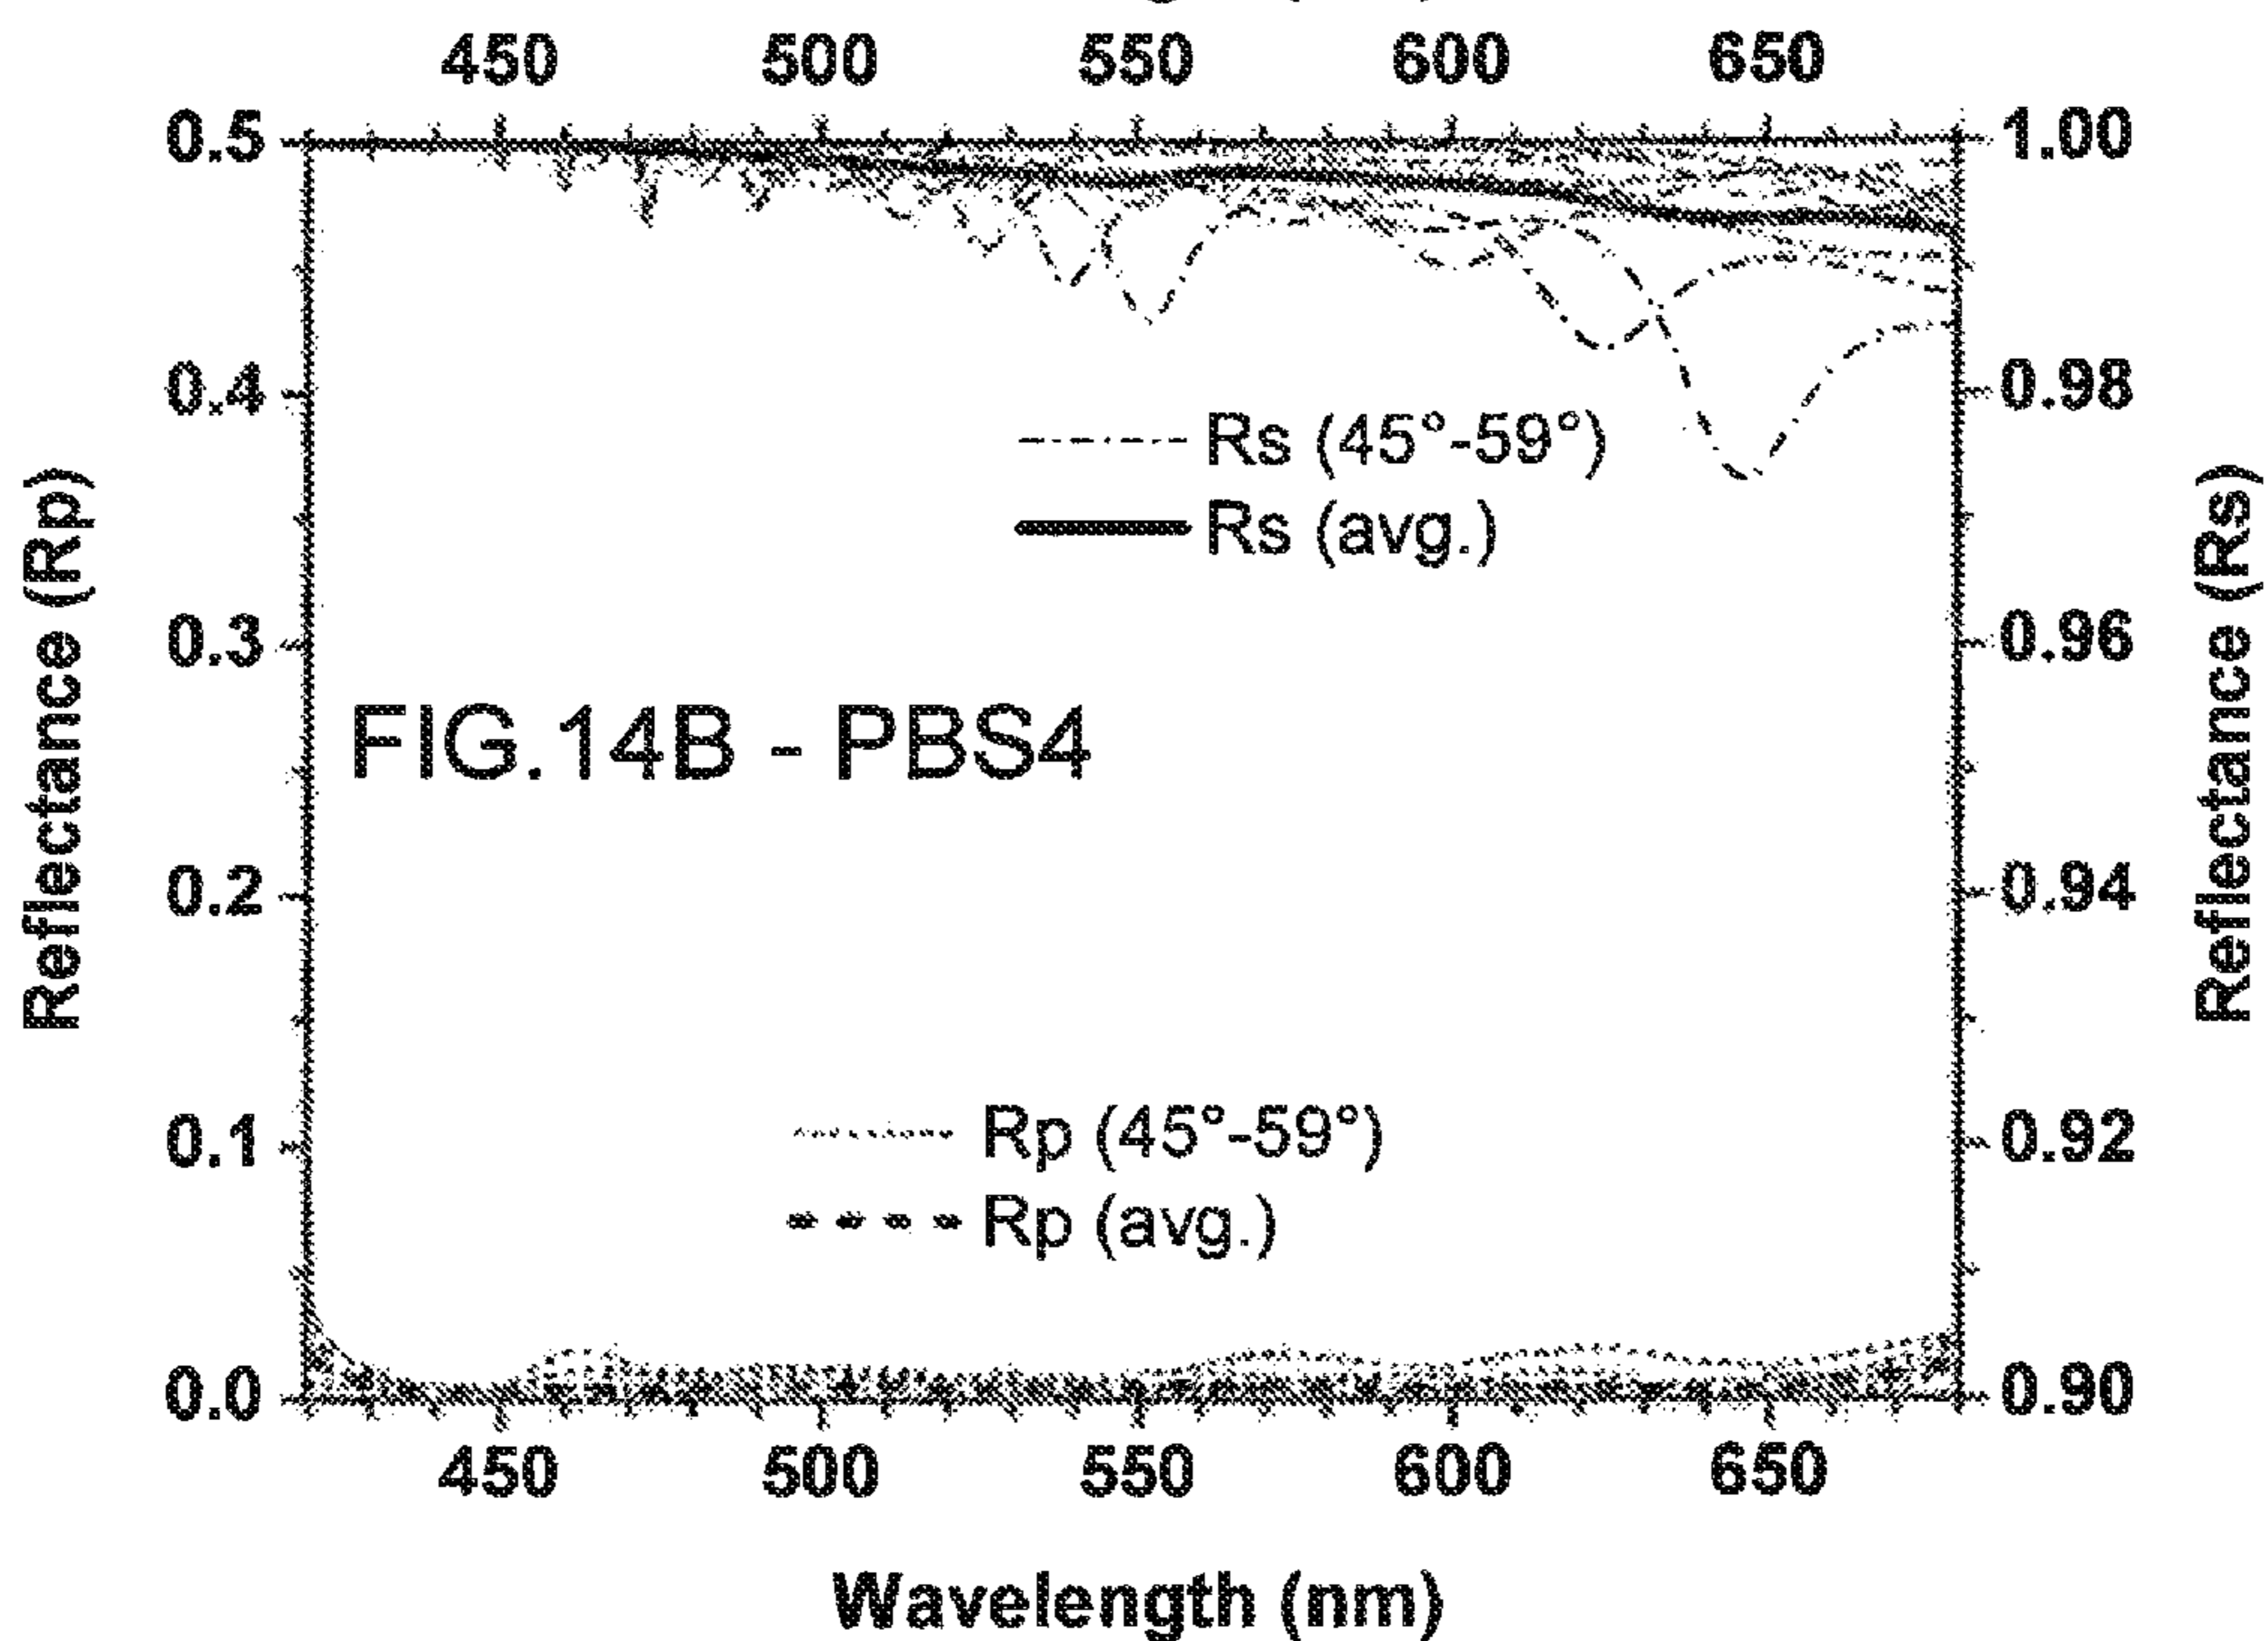 450 500 550 600 650
0.5 1.00
0.4 0.98
Rs (45°-59°)
Rs (avg.)
Reflectance (Rp)
Reflectance (Rs)
0.3 0.96
FIG.14B - PBS4
0.2 0.94
0.1 0.92
Rp (45°-59°)
Rp (avg.)
0.0 0.90
450 500 550 600 650
Wavelength (nm)